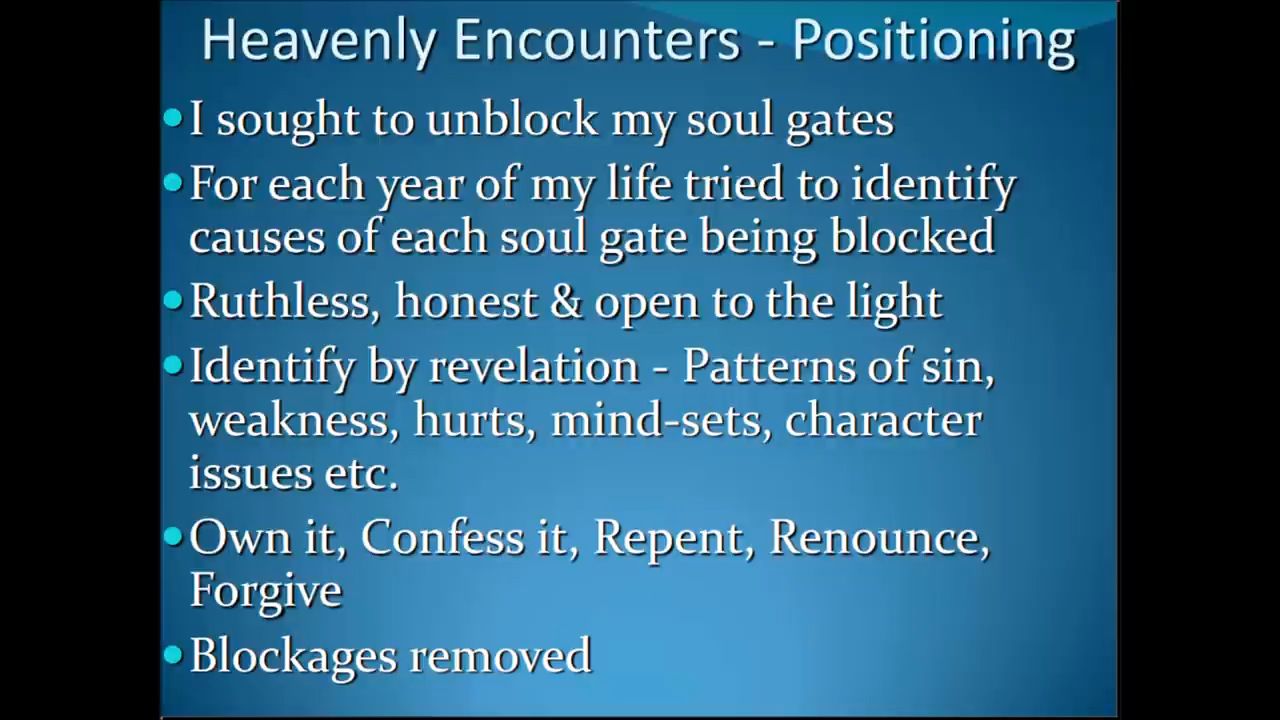 Heavenly Encounters - Positioning
• I sought to unblock my soul gates
• For each year of my life tried to identify
causes of each soul gate being blocked
• Ruthless, honest & open to the light
• Identify by revelation - Patterns of sin,
weakness, hurts, mind-sets, character
issues etc.
• Own it, Confess it, Repent, Renounce,
Forgive
• Blockages removed